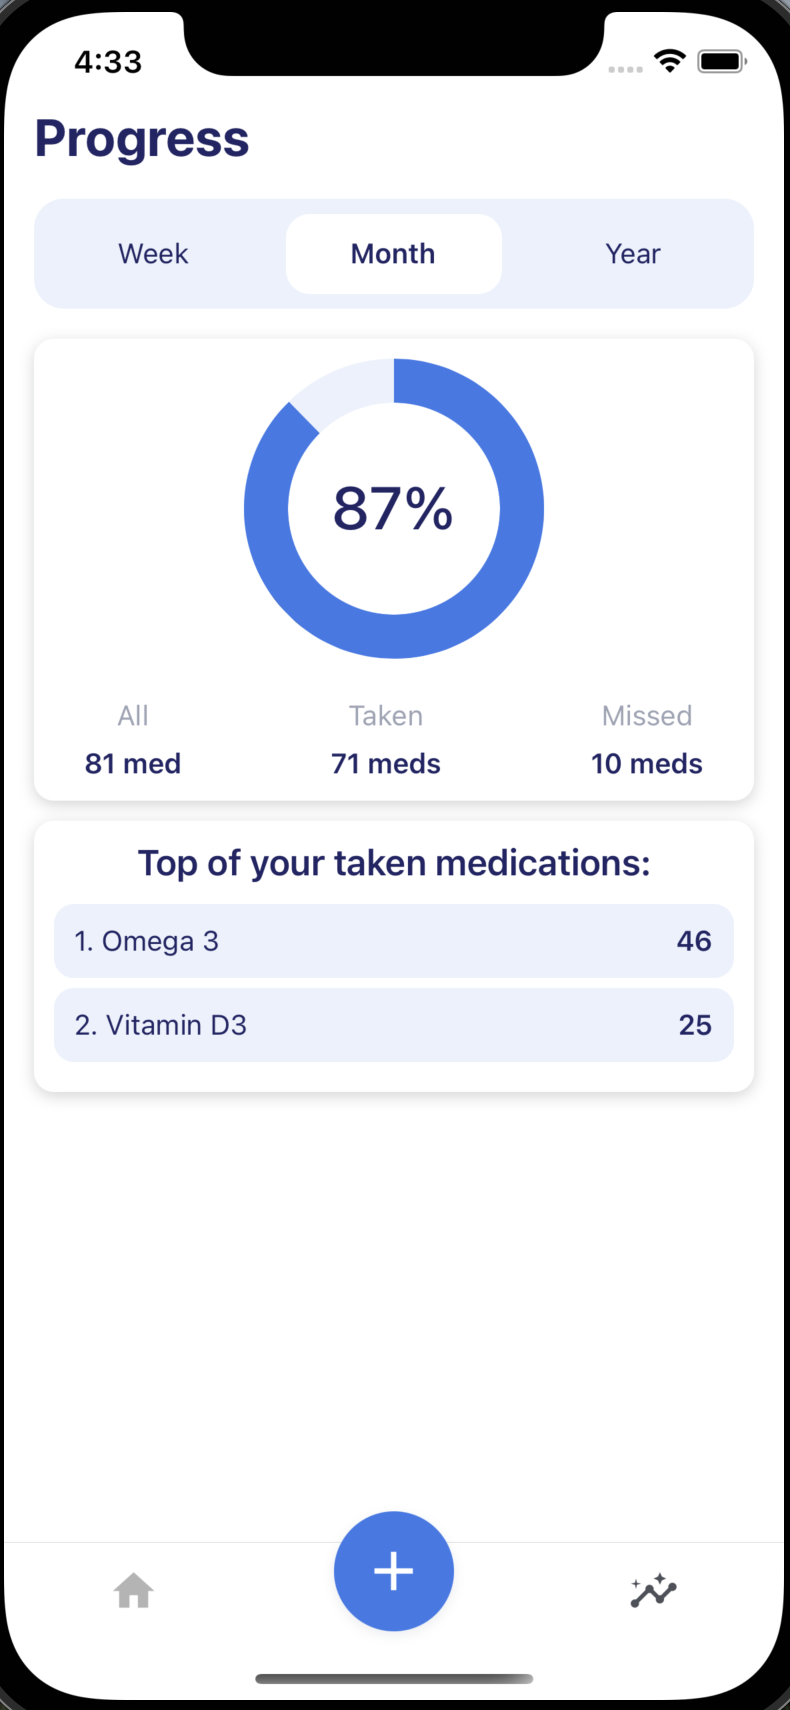 4:33
Progress
Week Month Year
87%
All Taken Missed
81 med 71 meds 10 meds
Top of your taken medications:
1. Omega 3 46
2. Vitamin D3 25